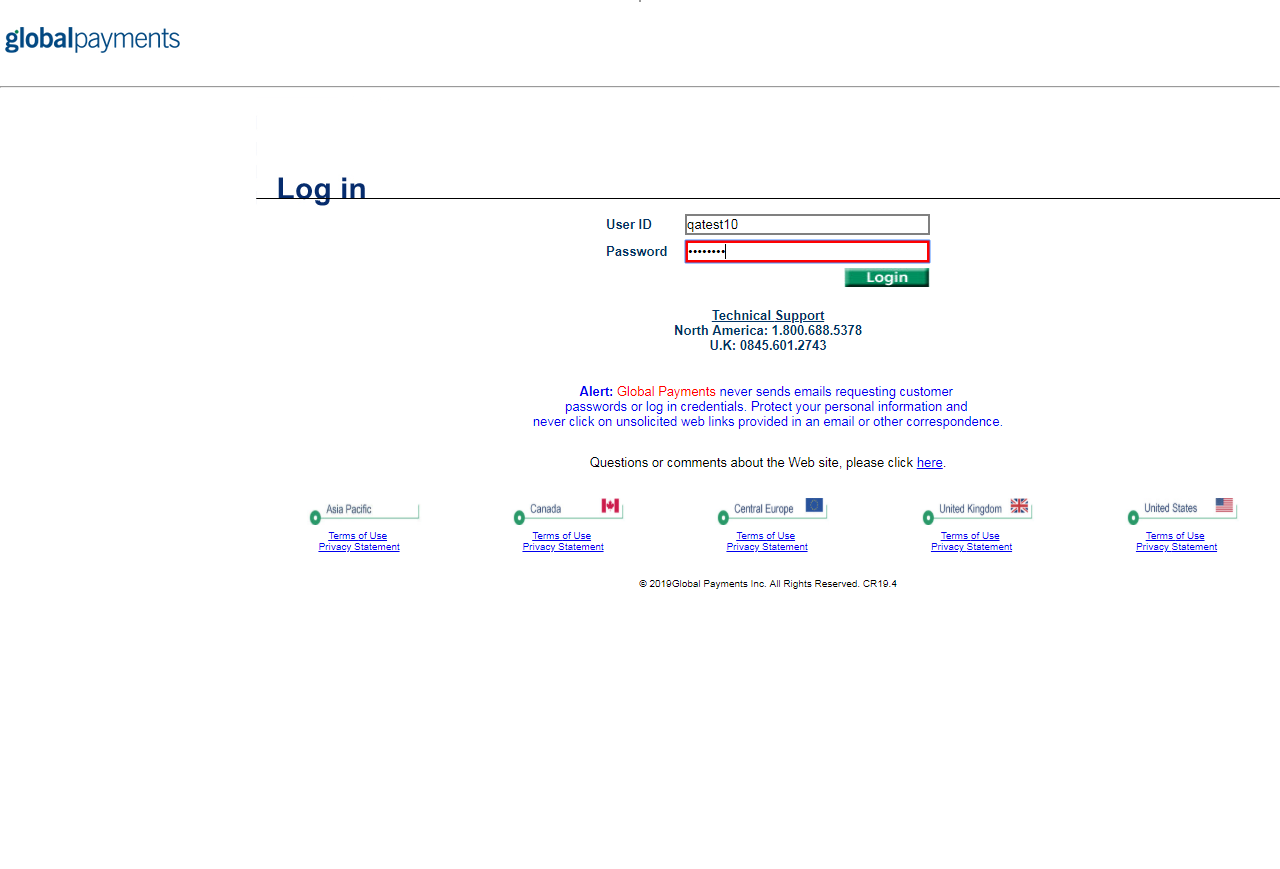 globalpayments
Log in
User ID qatest10
Password ••••••••
Login
Technical Support
North America: 1.800.688.5378
U.K: 0845.601.2743
Alert: Global Payments never sends emails requesting customer
passwords or log in credentials. Protect your personal information and
never click on unsolicited web links provided in an email or other correspondence.
Questions or comments about the Web site, please click here.
Asia Pacific Canada Central Europe United Kingdom United States
Terms of Use Terms of Use Terms of Use Terms of Use Terms of Use
Privacy Statement Privacy Statement Privacy Statement Privacy Statement Privacy Statement
© 2019Global Payments Inc. All Rights Reserved. CR19.4